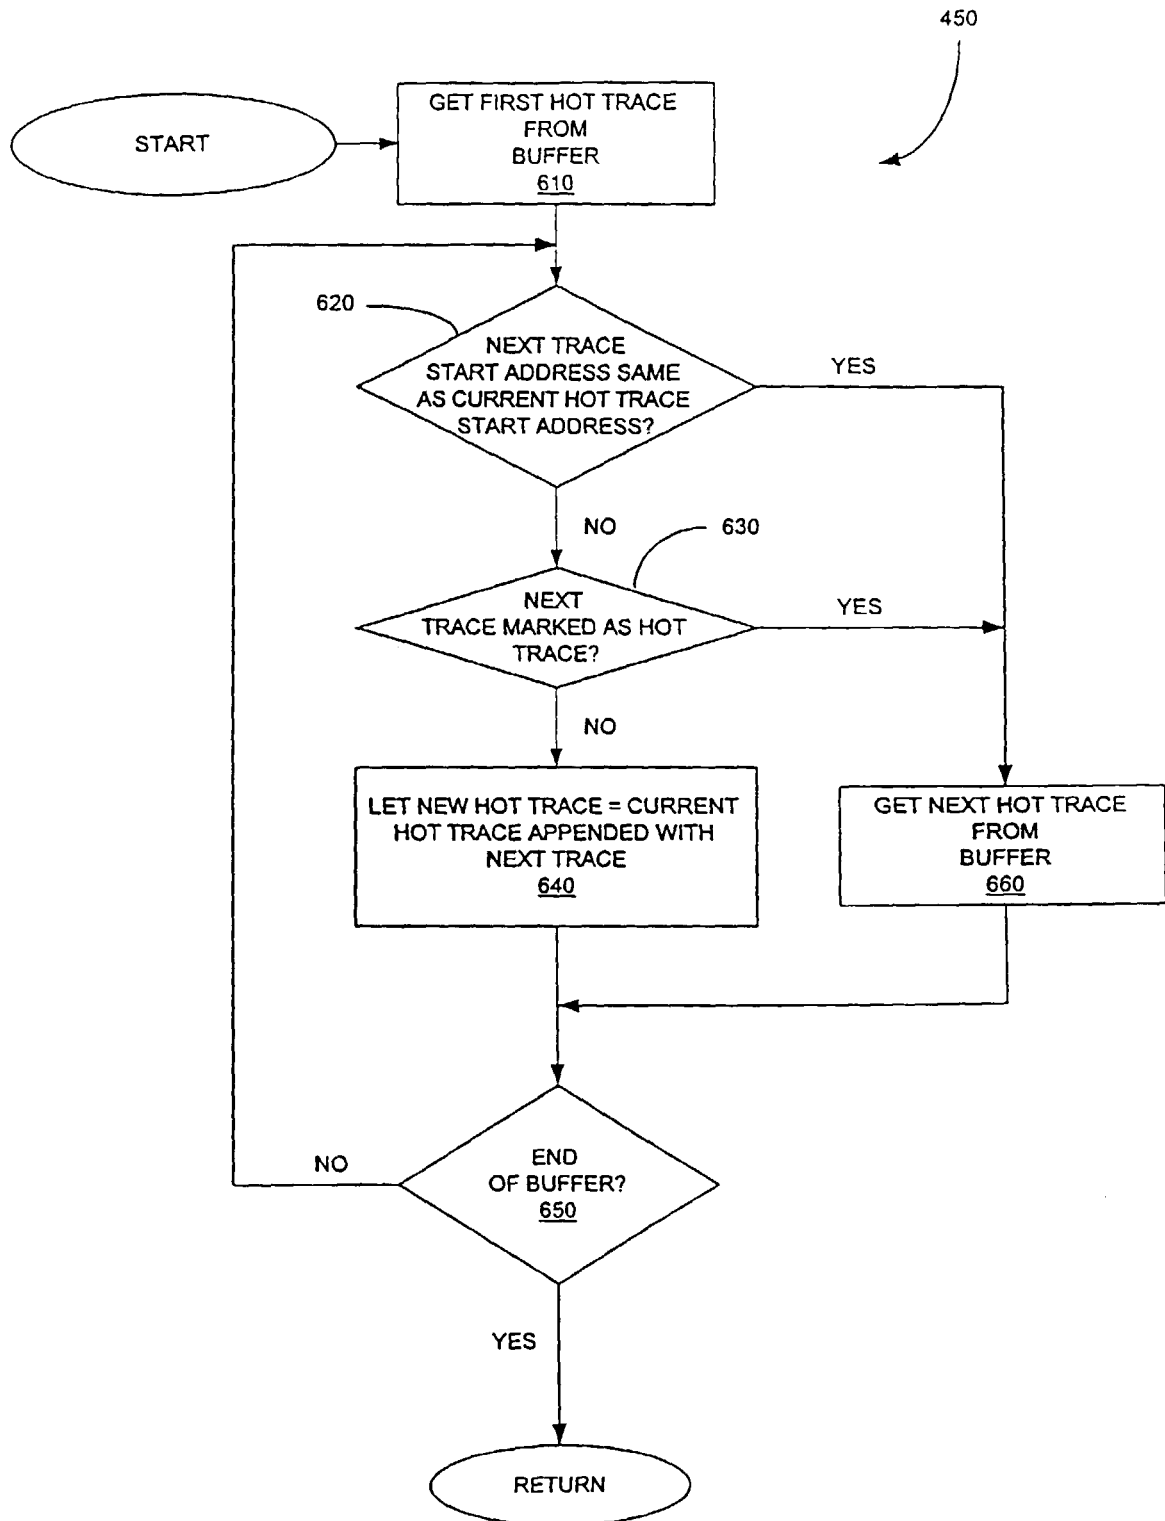 450
START
GET FIRST HOT TRACE
FROM
BUFFER
610
620
NEXT TRACE
START ADDRESS SAME
AS CURRENT HOT TRACE
START ADDRESS?
YES
NO
630
NEXT
TRACE MARKED AS HOT
TRACE?
YES
NO
LET NEW HOT TRACE = CURRENT
HOT TRACE APPENDED WITH
NEXT TRACE
640
GET NEXT HOT TRACE
FROM
BUFFER
660
NO
END
OF BUFFER?
650
YES
RETURN